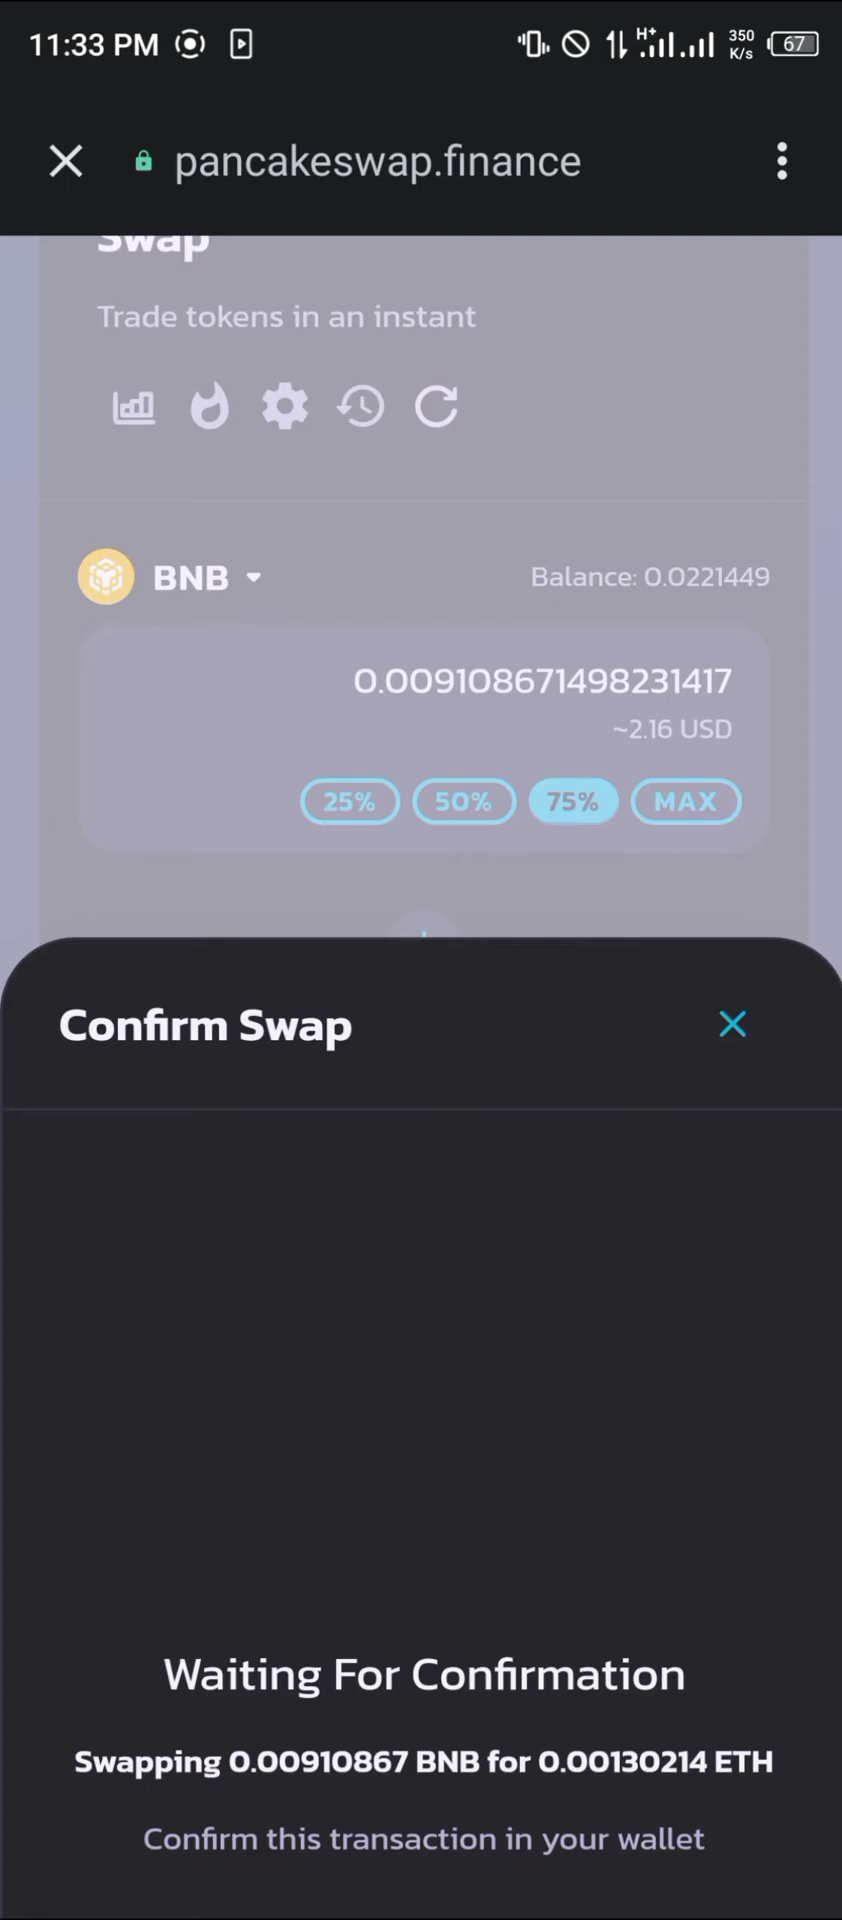 11:33 PM
H+
350
K/s
67
pancakeswap.finance
Swap
Trade tokens in an instant
BNB
Balance: 0.0221449
0.009108671498231417
~2.16 USD
25% 50% 75% MAX
Confirm Swap
Waiting For Confirmation
Swapping 0.00910867 BNB for 0.00130214 ETH
Confirm this transaction in your wallet